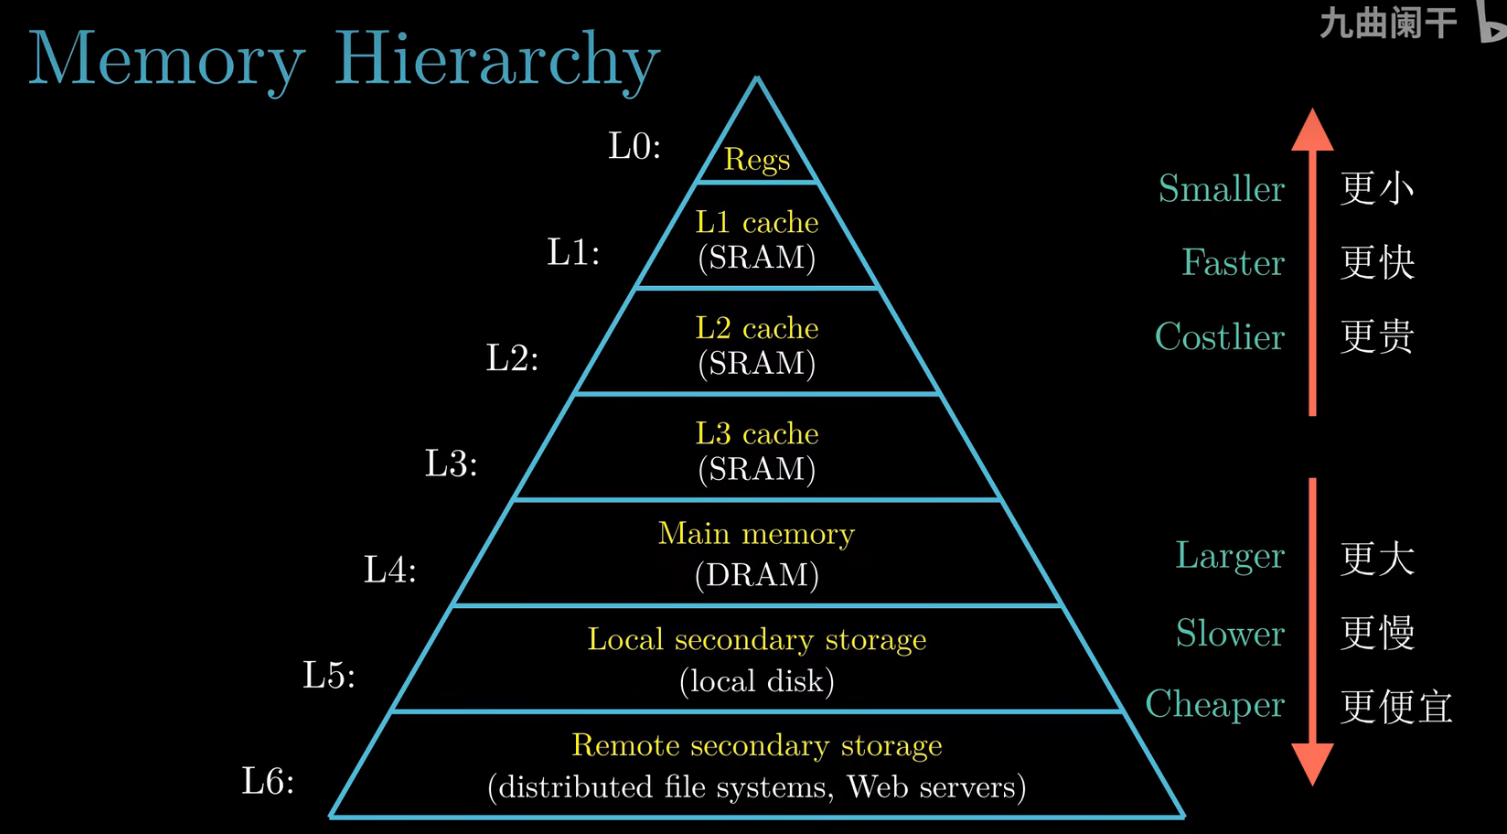 九曲阑干
Memory Hierarchy
L0:
Regs
L1:
L1 cache
(SRAM)
L2:
L2 cache
(SRAM)
L3:
L3 cache
(SRAM)
L4:
Main memory
(DRAM)
L5:
Local secondary storage
(local disk)
L6:
Remote secondary storage
(distributed file systems, Web servers)
Smaller 更小
Faster 更快
Costlier 更贵
Larger 更大
Slower 更慢
Cheaper 更便宜